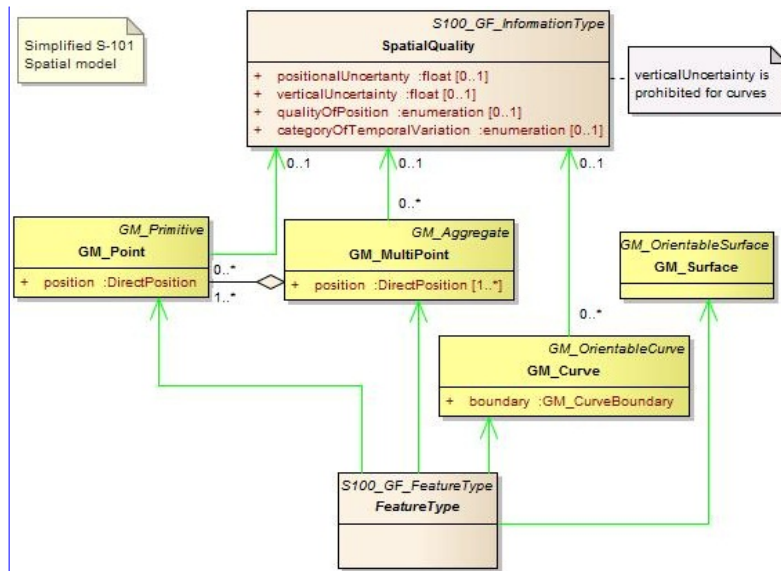 Simplified S-101
Spatial model
S100_GF_InformationType
SpatialQuality
+ positionalUncertanty :float [0..1]
+ verticalUncertainty :float [0..1]
+ qualityOfPosition :enumeration [0..1]
+ categoryOfTemporalVariation :enumeration [0..1]
verticalUncertainty is
prohibited for curves
0..1
0..1
0..1
0..*
GM_Primitive
GM_Point
+ position :DirectPosition
0..*
1..*
GM_Aggregate
GM_MultiPoint
+ position :DirectPosition [1..*]
GM_OrientableSurface
GM_Surface
0..*
GM_OrientableCurve
GM_Curve
+ boundary :GM_CurveBoundary
S100_GF_FeatureType
FeatureType